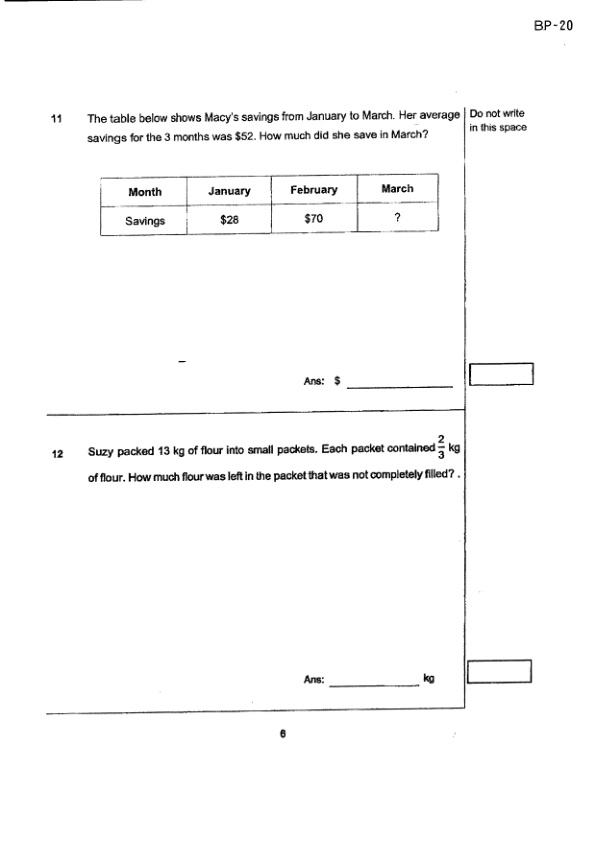 BP-20
11 The table below shows Macy's savings from January to March. Her average
savings for the 3 months was $52. How much did she save in March?
Do not write
in this space
Month January February March
Savings $28 $70 ?
Ans: $
12 Suzy packed 13 kg of flour into small packets. Each packet contained 2/3 kg
of flour. How much flour was left in the packet that was not completely filled? .
Ans: kg
6